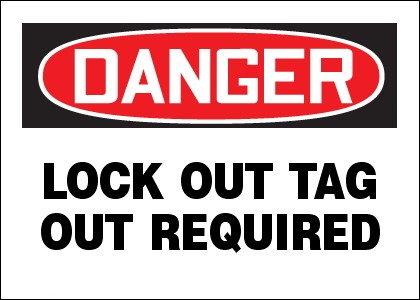 DANGER
LOCK OUT TAG
OUT REQUIRED